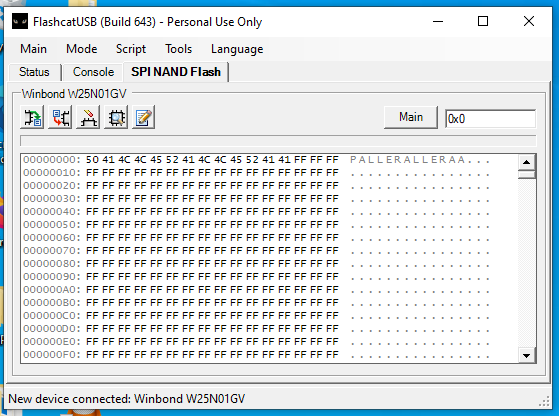 FlashcatUSB (Build 643) - Personal Use Only
Main Mode Script Tools Language
Status Console SPI NAND Flash
Winbond W25N01GV
Main 0x0
00000000: 50 41 4C 4C 45 52 41 4C 4C 45 52 41 41 FF FF FF PALLERALLERAA...
00000010: FF FF FF FF FF FF FF FF FF FF FF FF FF FF FF FF ................
00000020: FF FF FF FF FF FF FF FF FF FF FF FF FF FF FF FF ................
00000030: FF FF FF FF FF FF FF FF FF FF FF FF FF FF FF FF ................
00000040: FF FF FF FF FF FF FF FF FF FF FF FF FF FF FF FF ................
00000050: FF FF FF FF FF FF FF FF FF FF FF FF FF FF FF FF ................
00000060: FF FF FF FF FF FF FF FF FF FF FF FF FF FF FF FF ................
00000070: FF FF FF FF FF FF FF FF FF FF FF FF FF FF FF FF ................
00000080: FF FF FF FF FF FF FF FF FF FF FF FF FF FF FF FF ................
00000090: FF FF FF FF FF FF FF FF FF FF FF FF FF FF FF FF ................
000000A0: FF FF FF FF FF FF FF FF FF FF FF FF FF FF FF FF ................
000000B0: FF FF FF FF FF FF FF FF FF FF FF FF FF FF FF FF ................
000000C0: FF FF FF FF FF FF FF FF FF FF FF FF FF FF FF FF ................
000000D0: FF FF FF FF FF FF FF FF FF FF FF FF FF FF FF FF ................
000000E0: FF FF FF FF FF FF FF FF FF FF FF FF FF FF FF FF ................
000000F0: FF FF FF FF FF FF FF FF FF FF FF FF FF FF FF FF ................
New device connected: Winbond W25N01GV